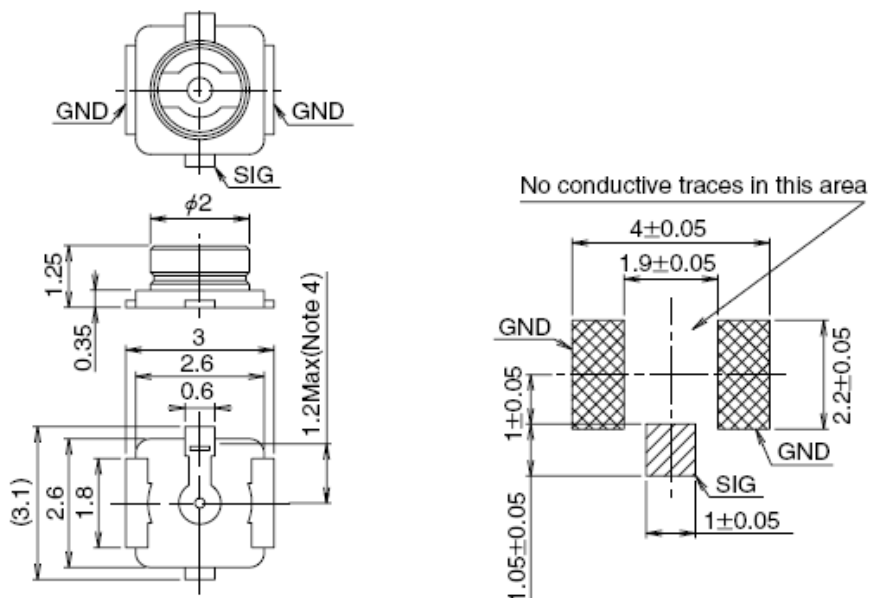 GND
GND
SIG
ϕ2
1.25
0.35
3
2.6
0.6
1.2Max(Note 4)
(3.1)
2.6
1.8
No conductive traces in this area
4±0.05
1.9±0.05
GND
1±0.05
2.2±0.05
GND
SIG
1±0.05
1.05±0.05